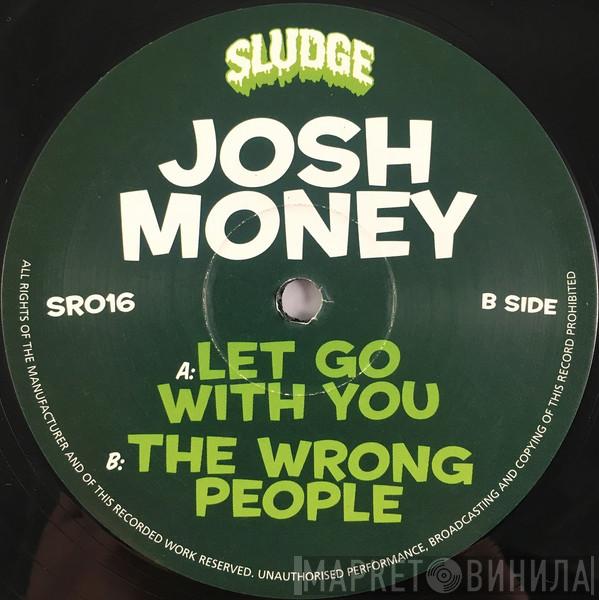 SLUDGE
JOSH
MONEY
SR016
B SIDE
A: LET GO
WITH YOU
B: THE WRONG
PEOPLE
ALL RIGHTS OF THE MANUFACTURER AND OF THIS RECORDED WORK RESERVED. UNAUTHORISED PERFORMANCE, BROADCASTING AND COPYING OF THIS RECORD PROHIBITED
МАРКЕТ ВИНИЛА